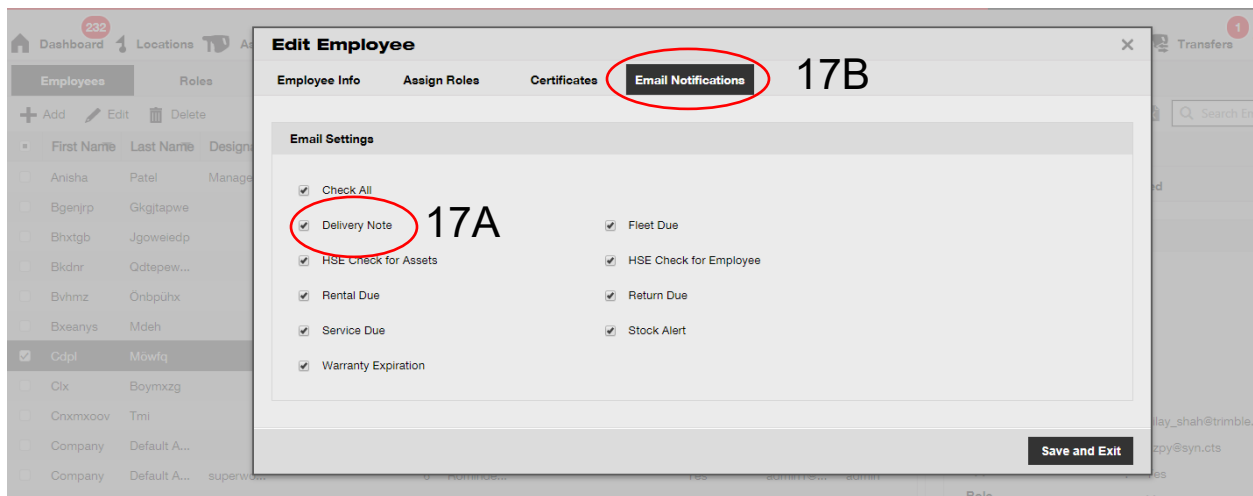 232
1
Dashboard
Locations
Edit Employee
×
Transfers
Employees
Roles
Employee Info
Assign Roles
Certificates
Email Notifications
17B
Add
Edit
Delete
First Name
Last Name
Email Settings
Anisha
Patel
Check All
Bgenjrp
Gkgjtapwe
Delivery Note
17A
Fleet Due
Bhxtgb
Jgoweiedp
HSE Check for Assets
HSE Check for Employee
Bkdnr
Qdtepew...
Rental Due
Return Due
Bvhmz
Önbpühx
Bxeanys
Mdeh
Service Due
Stock Alert
Cdpl
Möwfq
Warranty Expiration
Clx
Boymxzg
Cnxmxoov
Tmi
Company
Default A...
Save and Exit
Company
Default A...